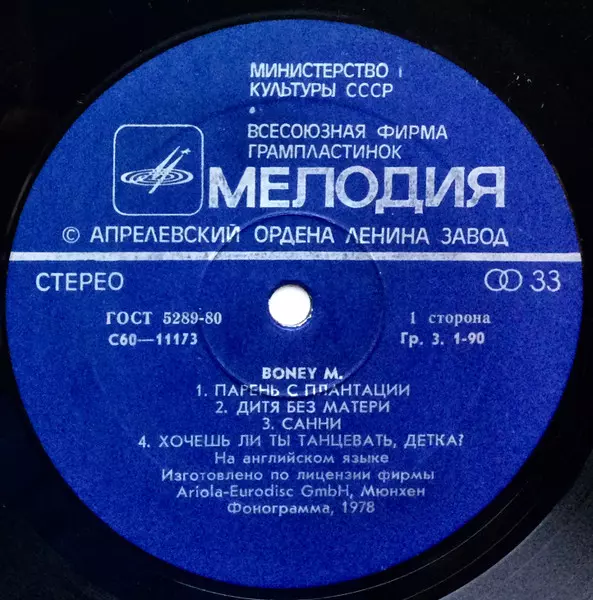 МИНИСТЕРСТВО
КУЛЬТУРЫ СССР
ВСЕСОЮЗНАЯ ФИРМА
ГРАМПЛАСТИНОК
МЕЛОДИЯ
© АПРЕЛЕВСКИЙ ОРДЕНА ЛЕНИНА ЗАВОД
СТЕРЕО 33
ГОСТ 5289-80 1 сторона
С60—11173 Гр. 3. 1-90
BONEY M.
1. ПАРЕНЬ С ПЛАНТАЦИИ
2. ДИТЯ БЕЗ МАТЕРИ
3. САННИ
4. ХОЧЕШЬ ЛИ ТЫ ТАНЦЕВАТЬ, ДЕТКА?
На английском языке
Изготовлено по лицензии фирмы
Ariola-Eurodisc GmbH, Мюнхен
Фонограмма, 1978